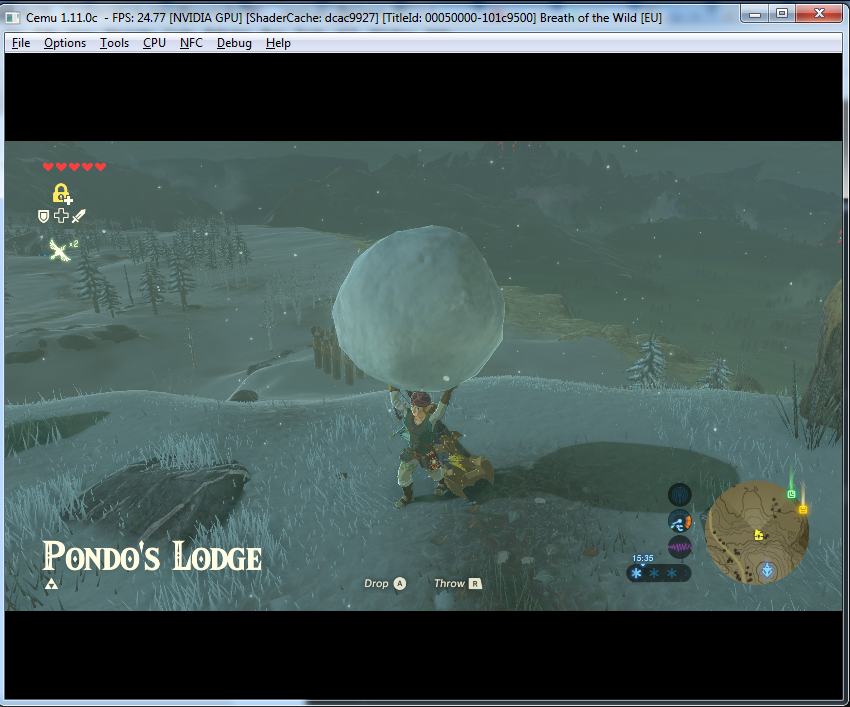 Cemu 1.11.0c - FPS: 24.77 [NVIDIA GPU] [ShaderCache: dcac9927] [TitleId: 00050000-101c9500] Breath of the Wild [EU]
File Options Tools CPU NFC Debug Help
×2
15:35
Pondo's Lodge
Drop A Throw R